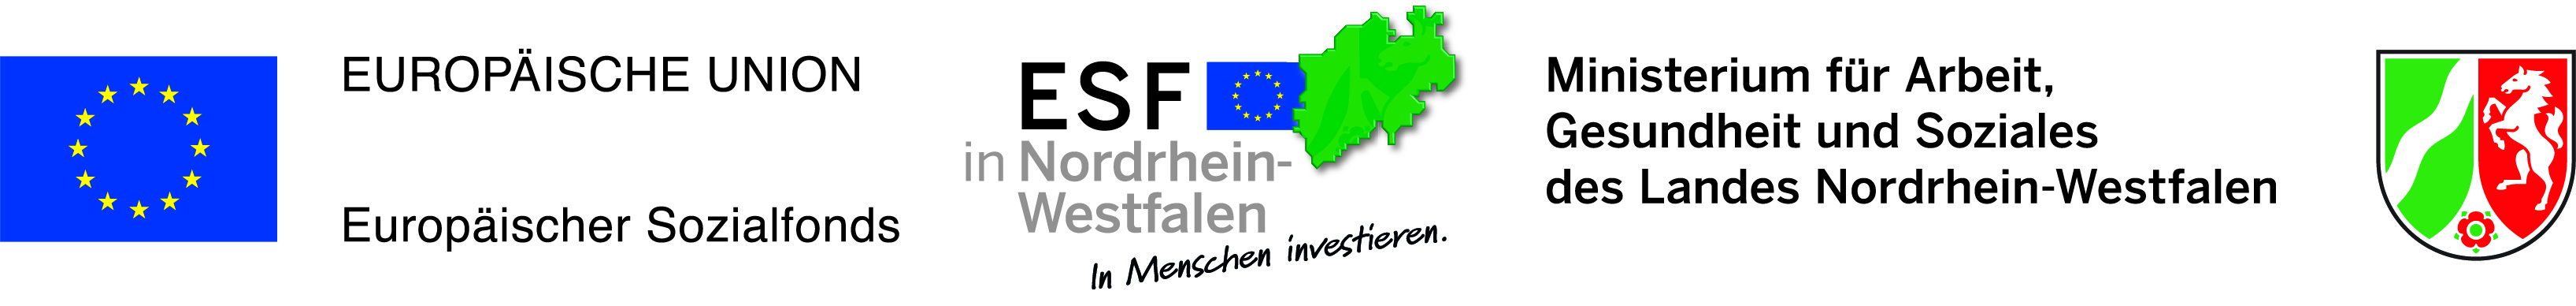 EUROPÄISCHE UNION
Europäischer Sozialfonds
ESF
in Nordrhein-
Westfalen
In Menschen investieren.
Ministerium für Arbeit,
Gesundheit und Soziales
des Landes Nordrhein-Westfalen